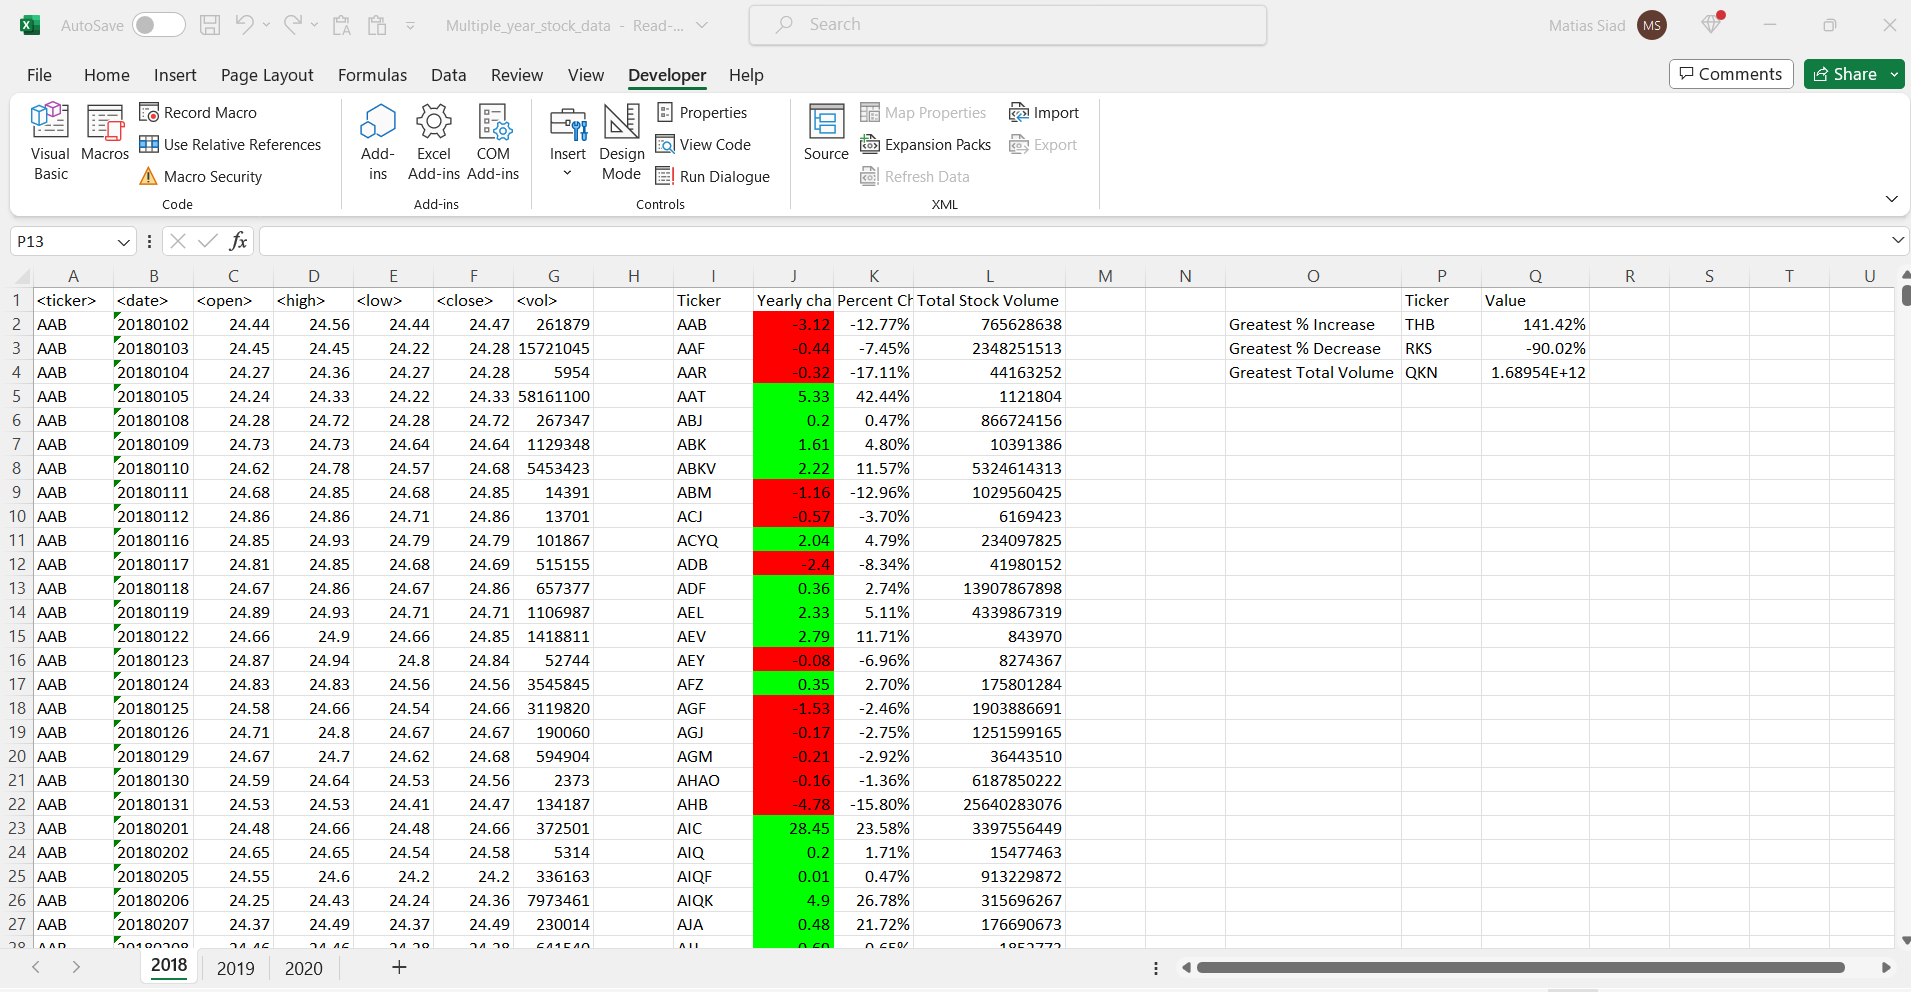 AutoSave Multiple_year_stock_data - Read-... Search Matias Siad MS
File Home Insert Page Layout Formulas Data Review View Developer Help Comments Share
Visual Basic Macros Record Macro Use Relative References Macro Security
Add-ins Excel Add-ins COM Add-ins
Insert Design Mode Properties View Code Run Dialogue
Source Map Properties Expansion Packs Refresh Data Import Export
Code Add-ins Controls XML
P13 fx
A B C D E F G H I J K L M N O P Q R S T U
1 <ticker> <date> <open> <high> <low> <close> <vol> Ticker Yearly cha Percent Ch Total Stock Volume Ticker Value
2 AAB 20180102 24.44 24.56 24.44 24.47 261879 AAB -3.12 -12.77% 765628638 Greatest % Increase THB 141.42%
3 AAB 20180103 24.45 24.45 24.22 24.28 15721045 AAF -0.44 -7.45% 2348251513 Greatest % Decrease RKS -90.02%
4 AAB 20180104 24.27 24.36 24.27 24.28 5954 AAR -0.32 -17.11% 44163252 Greatest Total Volume QKN 1.68954E+12
5 AAB 20180105 24.24 24.33 24.22 24.33 58161100 AAT 5.33 42.44% 1121804
6 AAB 20180108 24.28 24.72 24.28 24.72 267347 ABJ 0.2 0.47% 866724156
7 AAB 20180109 24.73 24.73 24.64 24.64 1129348 ABK 1.61 4.80% 10391386
8 AAB 20180110 24.62 24.78 24.57 24.68 5453423 ABKV 2.22 11.57% 5324614313
9 AAB 20180111 24.68 24.85 24.68 24.85 14391 ABM -1.16 -12.96% 1029560425
10 AAB 20180112 24.86 24.86 24.71 24.86 13701 ACJ -0.57 -3.70% 6169423
11 AAB 20180116 24.85 24.93 24.79 24.79 101867 ACYQ 2.04 4.79% 234097825
12 AAB 20180117 24.81 24.85 24.68 24.69 515155 ADB -2.4 -8.34% 41980152
13 AAB 20180118 24.67 24.86 24.67 24.86 657377 ADF 0.36 2.74% 13907867898
14 AAB 20180119 24.89 24.93 24.71 24.71 1106987 AEL 2.33 5.11% 4339867319
15 AAB 20180122 24.66 24.9 24.66 24.85 1418811 AEV 2.79 11.71% 843970
16 AAB 20180123 24.87 24.94 24.8 24.84 52744 AEY -0.08 -6.96% 8274367
17 AAB 20180124 24.83 24.83 24.56 24.56 3545845 AFZ 0.35 2.70% 175801284
18 AAB 20180125 24.58 24.66 24.54 24.66 3119820 AGF -1.53 -2.46% 1903886691
19 AAB 20180126 24.71 24.8 24.67 24.67 190060 AGJ -0.17 -2.75% 1251599165
20 AAB 20180129 24.67 24.7 24.62 24.68 594904 AGM -0.21 -2.92% 36443510
21 AAB 20180130 24.59 24.64 24.53 24.56 2373 AHAO -0.16 -1.36% 6187850222
22 AAB 20180131 24.53 24.53 24.41 24.47 134187 AHB -4.78 -15.80% 25640283076
23 AAB 20180201 24.48 24.66 24.48 24.66 372501 AIC 28.45 23.58% 3397556449
24 AAB 20180202 24.65 24.65 24.54 24.58 5314 AIQ 0.2 1.71% 15477463
25 AAB 20180205 24.55 24.6 24.2 24.2 336163 AIQF 0.01 0.47% 913229872
26 AAB 20180206 24.25 24.43 24.24 24.36 7973461 AIQK 4.9 26.78% 315696267
27 AAB 20180207 24.37 24.49 24.37 24.49 230014 AJA 0.48 21.72% 176690673
2018 2019 2020